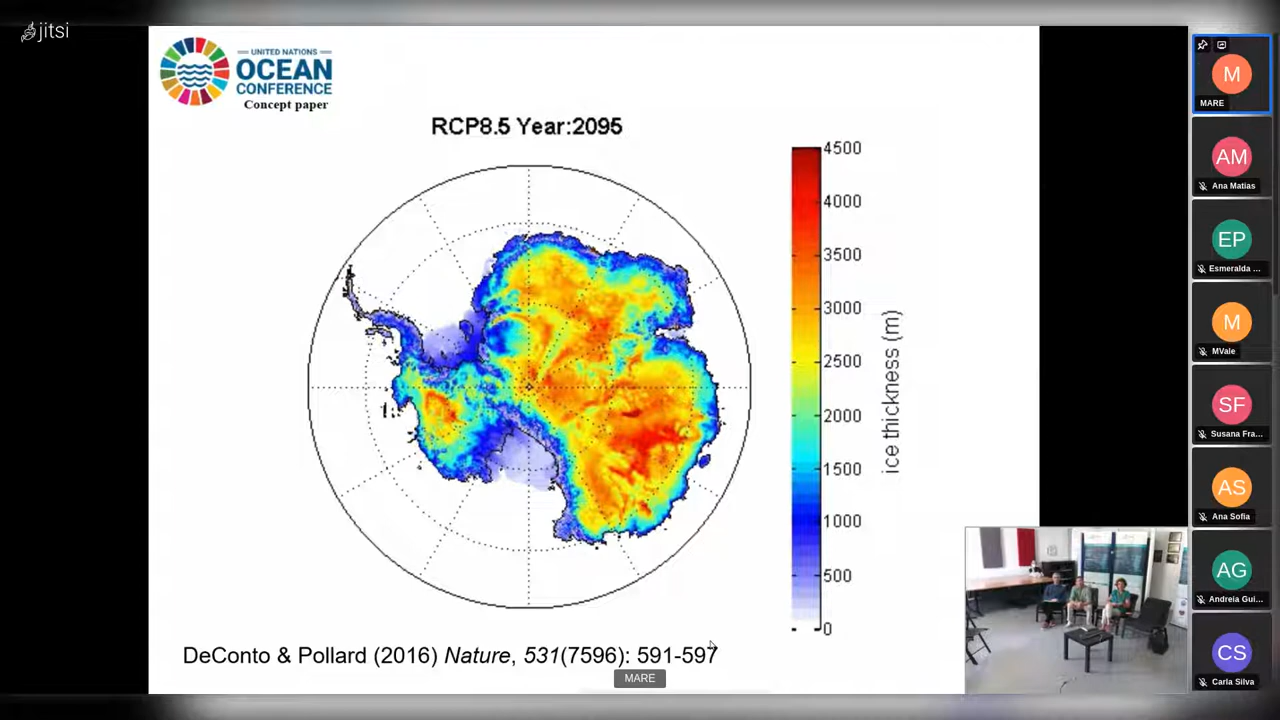 jitsi
UNITED NATIONS
OCEAN
CONFERENCE
Concept paper
RCP8.5 Year:2095
4500
4000
3500
3000
2500
2000
1500
1000
500
0
ice thickness (m)
DeConto & Pollard (2016) Nature, 531(7596): 591-597
MARE
M
MARE
AM
Ana Matias
EP
Esmeralda ...
M
MVale
SF
Susana Fra...
AS
Ana Sofia
AG
Andreia Gui...
CS
Carla Silva